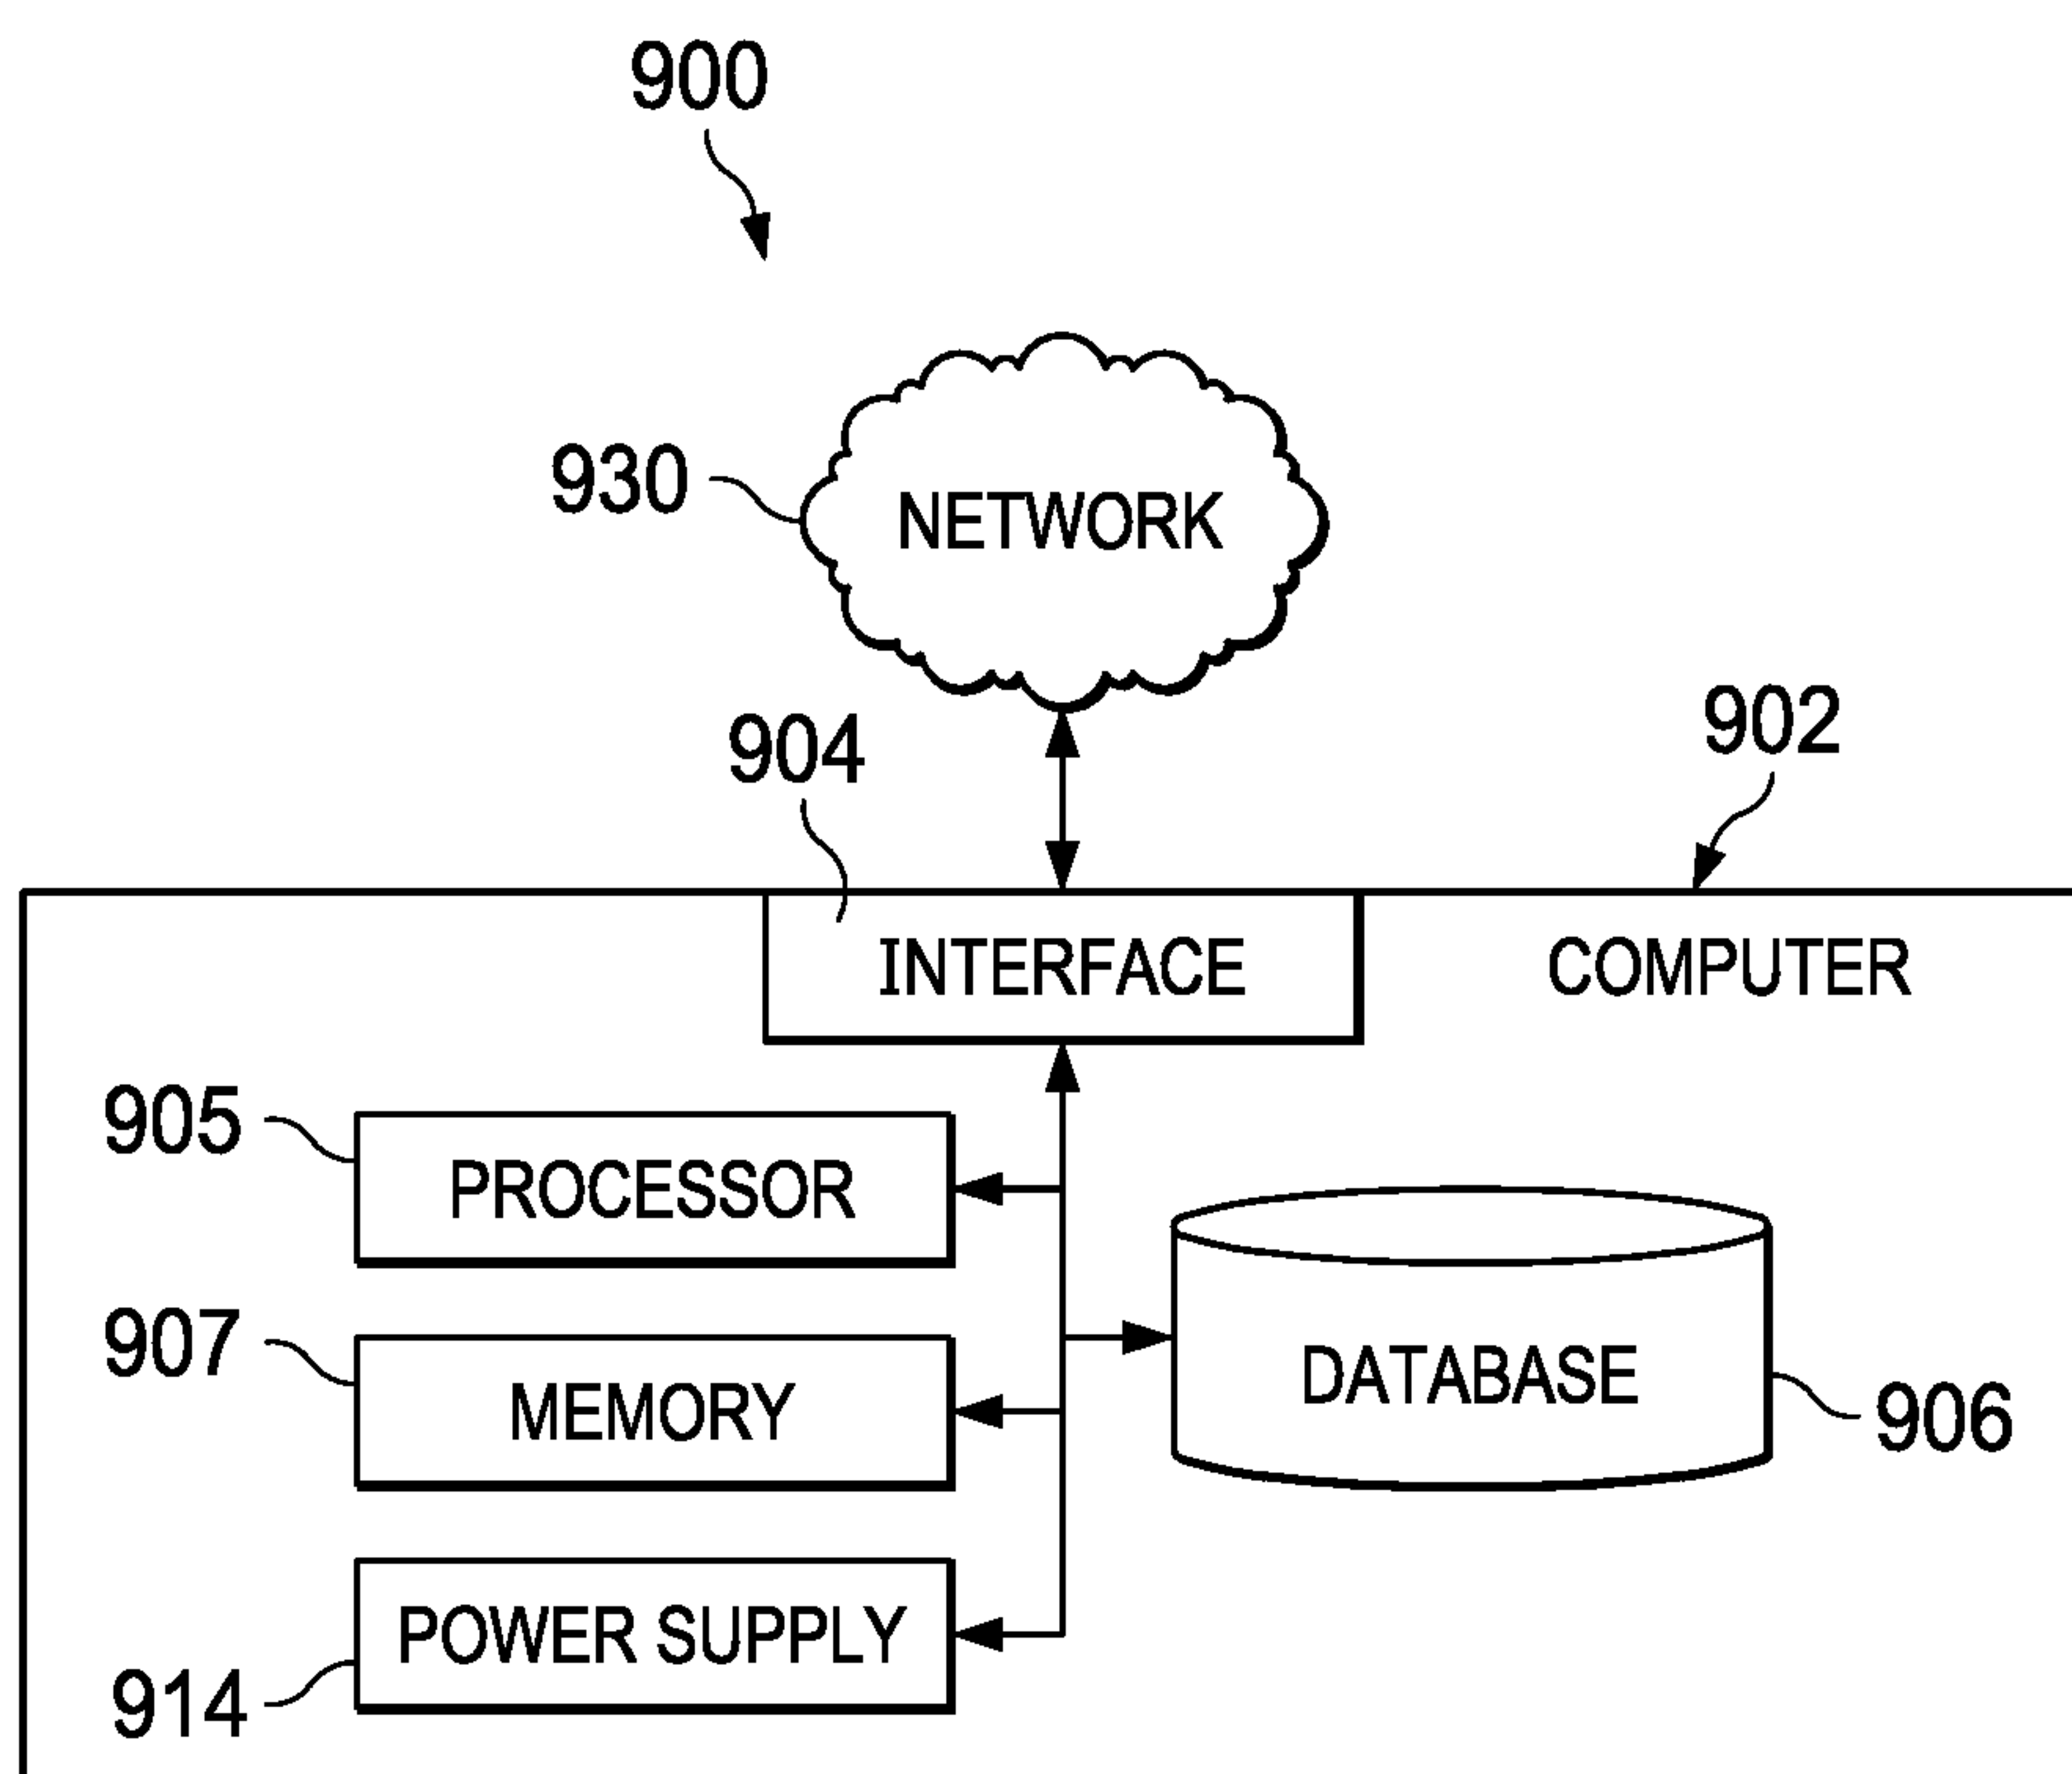 900
930
NETWORK
904
902
INTERFACE
COMPUTER
905
PROCESSOR
907
MEMORY
DATABASE
906
POWER SUPPLY
914